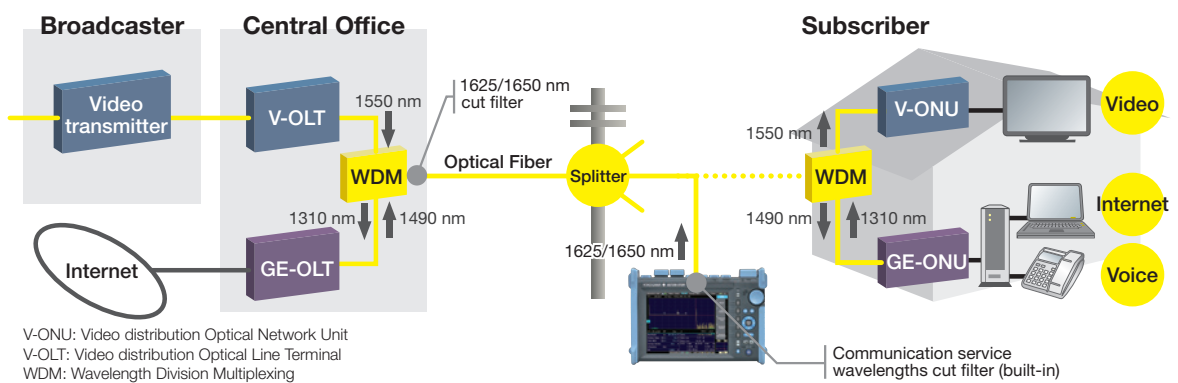 Broadcaster
Central Office
Subscriber
Video
transmitter
V-OLT
1550 nm
1625/1650 nm
cut filter
WDM
Optical Fiber
Splitter
1310 nm
1490 nm
Internet
GE-OLT
1625/1650 nm
1550 nm
V-ONU
Video
WDM
1490 nm
1310 nm
Internet
GE-ONU
Voice
Communication service
wavelengths cut filter (built-in)
V-ONU: Video distribution Optical Network Unit
V-OLT: Video distribution Optical Line Terminal
WDM: Wavelength Division Multiplexing